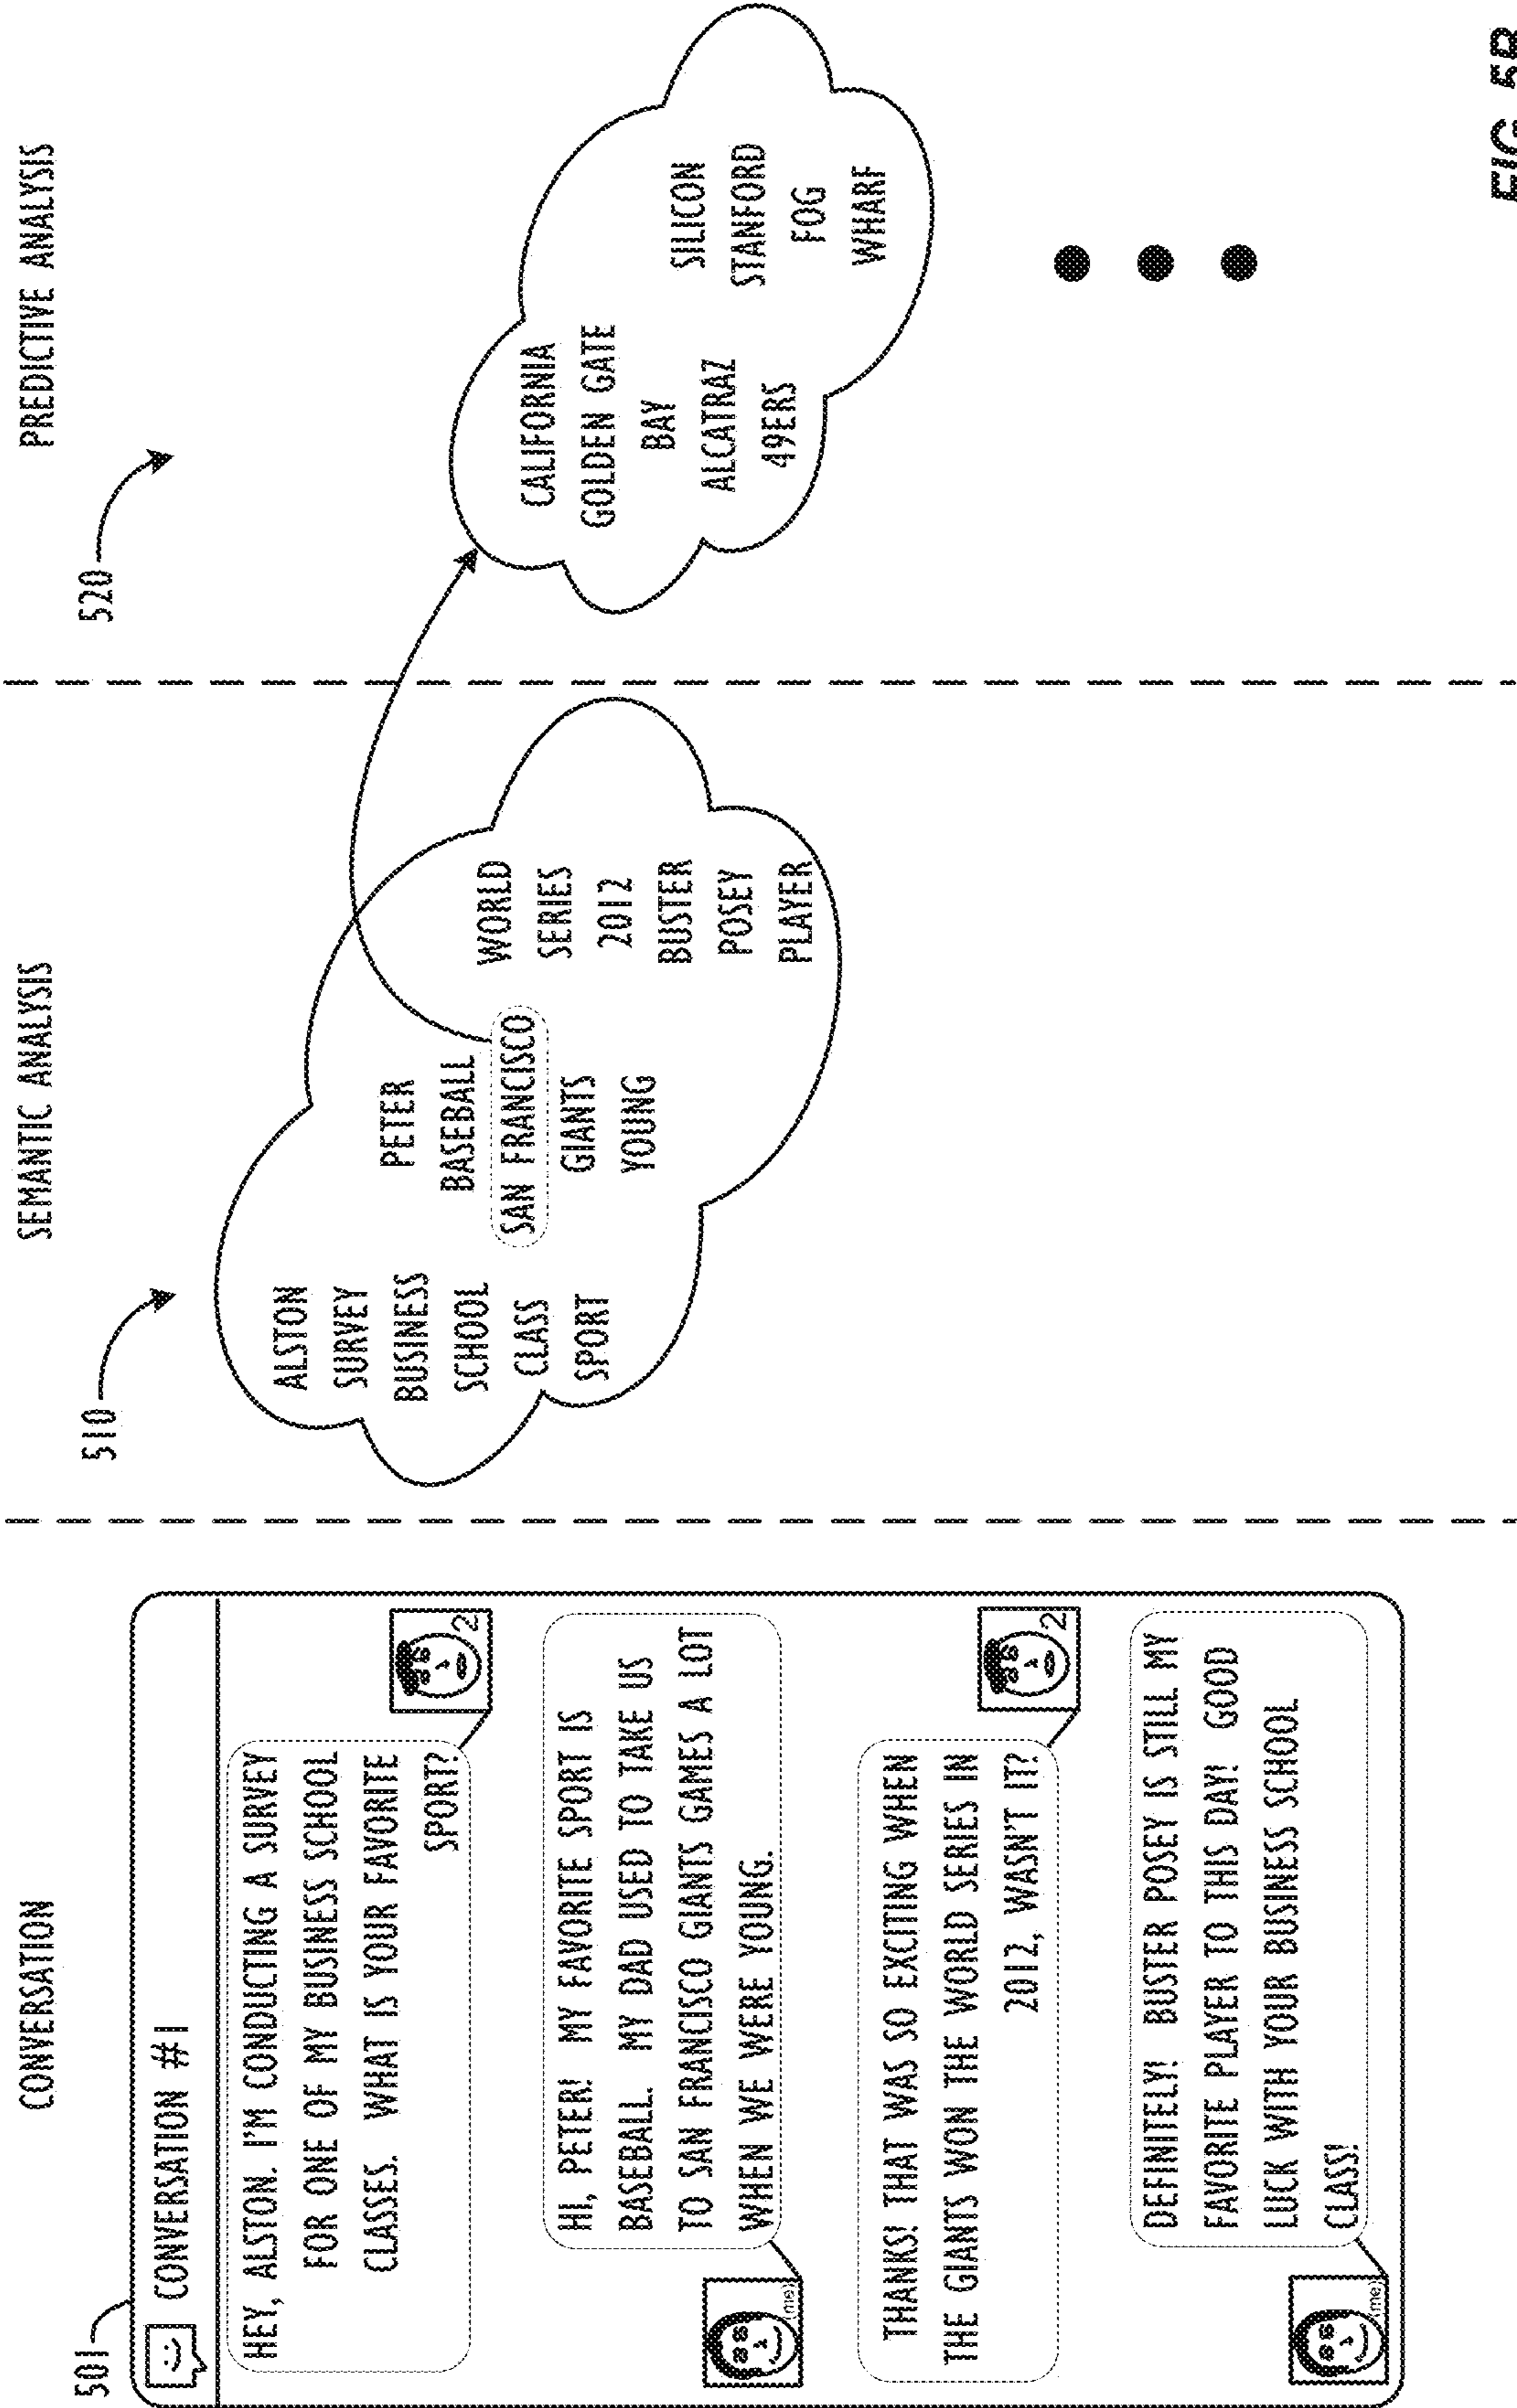 CONVERSATION
501
CONVERSATION #1
HEY, ALSTON. I'M CONDUCTING A SURVEY
FOR ONE OF MY BUSINESS SCHOOL
CLASSES. WHAT IS YOUR FAVORITE
SPORT?
2
HI, PETER! MY FAVORITE SPORT IS
BASEBALL. MY DAD USED TO TAKE US
TO SAN FRANCISCO GIANTS GAMES A LOT
WHEN WE WERE YOUNG.
(me)
THANKS! THAT WAS SO EXCITING WHEN
THE GIANTS WON THE WORLD SERIES IN
2012, WASN'T IT?
2
DEFINITELY! BUSTER POSEY IS STILL MY
FAVORITE PLAYER TO THIS DAY! GOOD
LUCK WITH YOUR BUSINESS SCHOOL
CLASS!
(me)
SEMANTIC ANALYSIS
510
ALSTON
SURVEY
BUSINESS
SCHOOL
CLASS
SPORT
PETER
BASEBALL
SAN FRANCISCO
GIANTS
YOUNG
WORLD
SERIES
2012
BUSTER
POSEY
PLAYER
PREDICTIVE ANALYSIS
520
CALIFORNIA
GOLDEN GATE
BAY
ALCATRAZ
49ERS
SILICON
STANFORD
FOG
WHARF
FIG. 5B